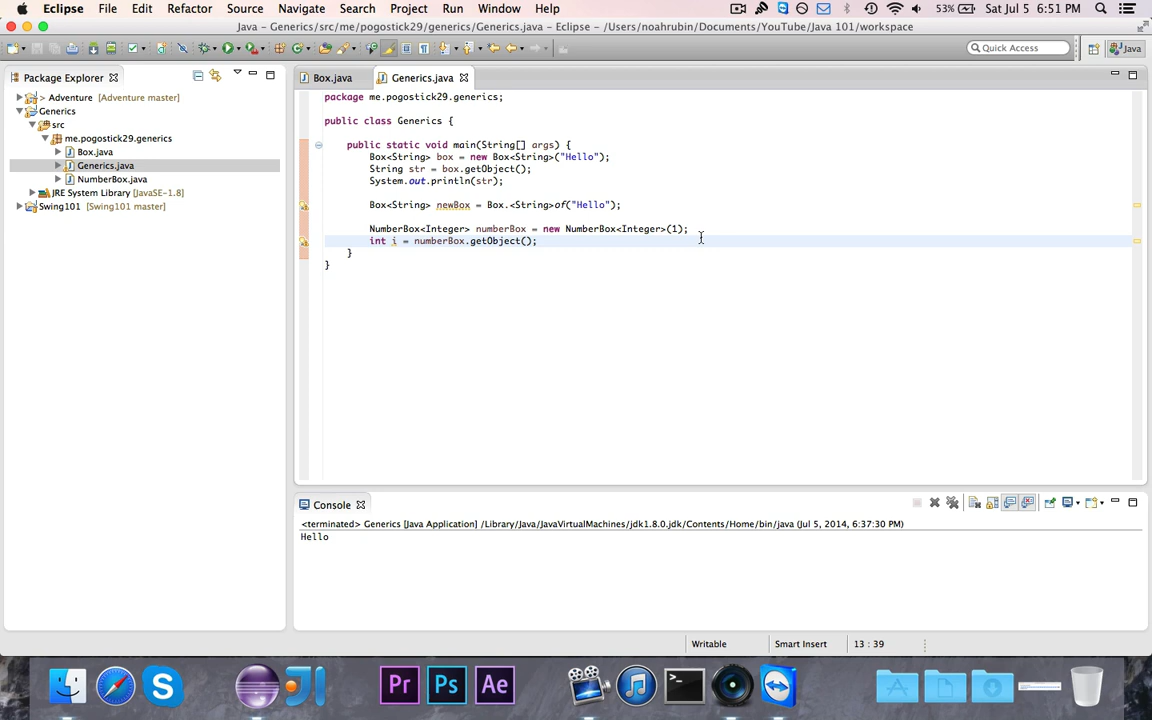 Eclipse File Edit Refactor Source Navigate Search Project Run Window Help 53% Sat Jul 5 6:51 PM
Java – Generics/src/me/pogostick29/generics/Generics.java – Eclipse – /Users/noahrubin/Documents/YouTube/Java 101/workspace
Quick Access Java
Package Explorer
> Adventure [Adventure master]
Generics
src
me.pogostick29.generics
Box.java
Generics.java
NumberBox.java
JRE System Library [JavaSE-1.8]
Swing101 [Swing101 master]
Box.java Generics.java
package me.pogostick29.generics;
public class Generics {
public static void main(String[] args) {
Box<String> box = new Box<String>("Hello");
String str = box.getObject();
System.out.println(str);
Box<String> newBox = Box.<String>of("Hello");
NumberBox<Integer> numberBox = new NumberBox<Integer>(1);
int i = numberBox.getObject();
}
}
Console
<terminated> Generics [Java Application] /Library/Java/JavaVirtualMachines/jdk1.8.0.jdk/Contents/Home/bin/java (Jul 5, 2014, 6:37:30 PM)
Hello
Writable Smart Insert 13 : 39
S Pr Ps Ae >_